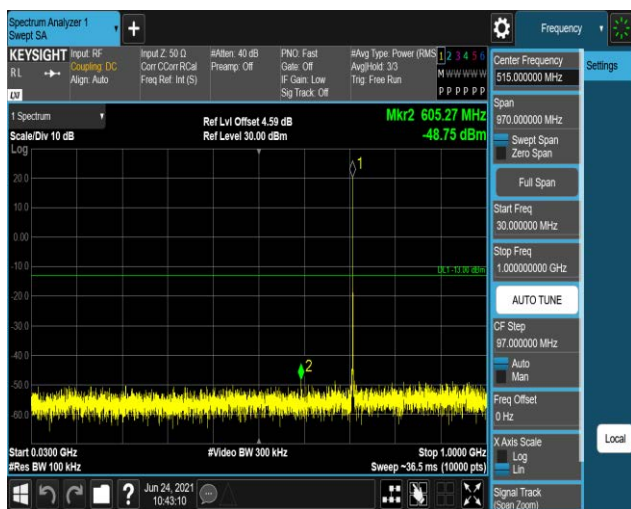 Spectrum Analyzer 1
Swept SA
KEYSIGHT
RL
LXI
Input: RF
Coupling: DC
Align: Auto
Input Z: 50 Ω
Corr CCorr RCal
Freq Ref: Int (S)
#Atten: 40 dB
Preamp: Off
PNO: Fast
Gate: Off
IF Gain: Low
Sig Track: Off
#Avg Type: Power (RMS
Avg|Hold: 3/3
Trig: Free Run
1 2 3 4 5 6
M W W W W W
P P P P P P
1 Spectrum
Scale/Div 10 dB
Log
Ref Lvl Offset 4.59 dB
Ref Level 30.00 dBm
Mkr2 605.27 MHz
-48.75 dBm
1
20.0
10.0
0.00
-10.0
DL1 -13.00 dBm
-20.0
-30.0
-40.0
2
-50.0
-60.0
Start 0.0300 GHz
#Res BW 100 kHz
#Video BW 300 kHz
Stop 1.0000 GHz
Sweep ~36.5 ms (10000 pts)
?
Jun 24, 2021
10:43:10
Frequency
Settings
Center Frequency
515.000000 MHz
Span
970.000000 MHz
Swept Span
Zero Span
Full Span
Start Freq
30.000000 MHz
Stop Freq
1.000000000 GHz
AUTO TUNE
CF Step
97.000000 MHz
Auto
Man
Freq Offset
0 Hz
X Axis Scale
Log
Lin
Signal Track
(Span Zoom)
Local